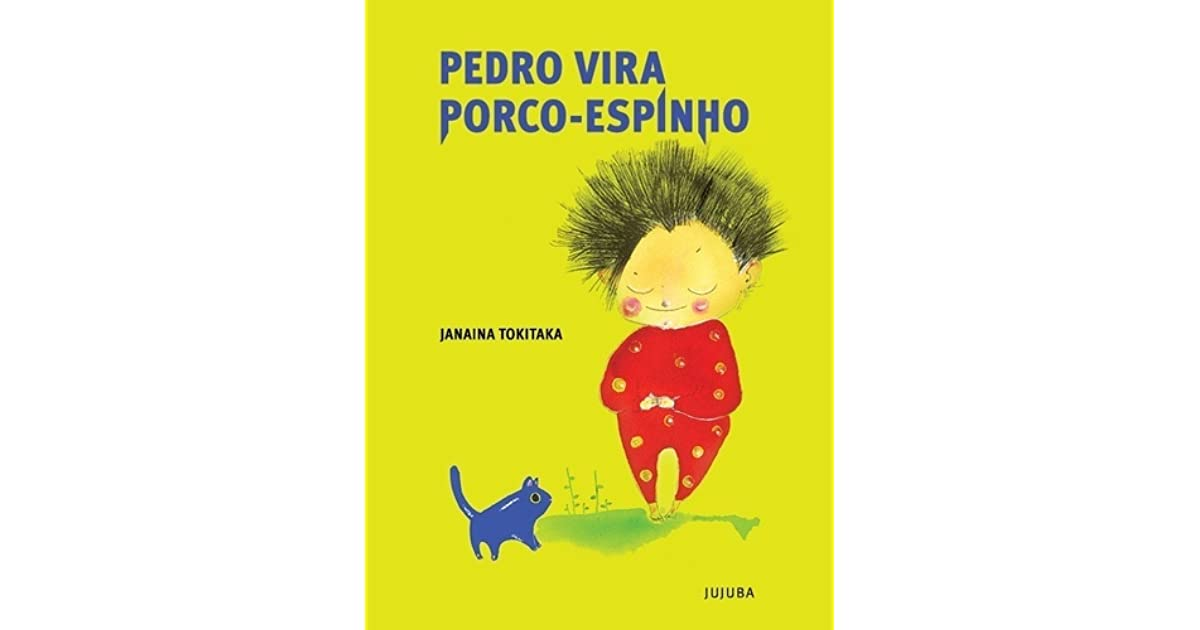 PEDRO VIRA
PORCO-ESPINHO
JANAINA TOKITAKA
JUJUBA